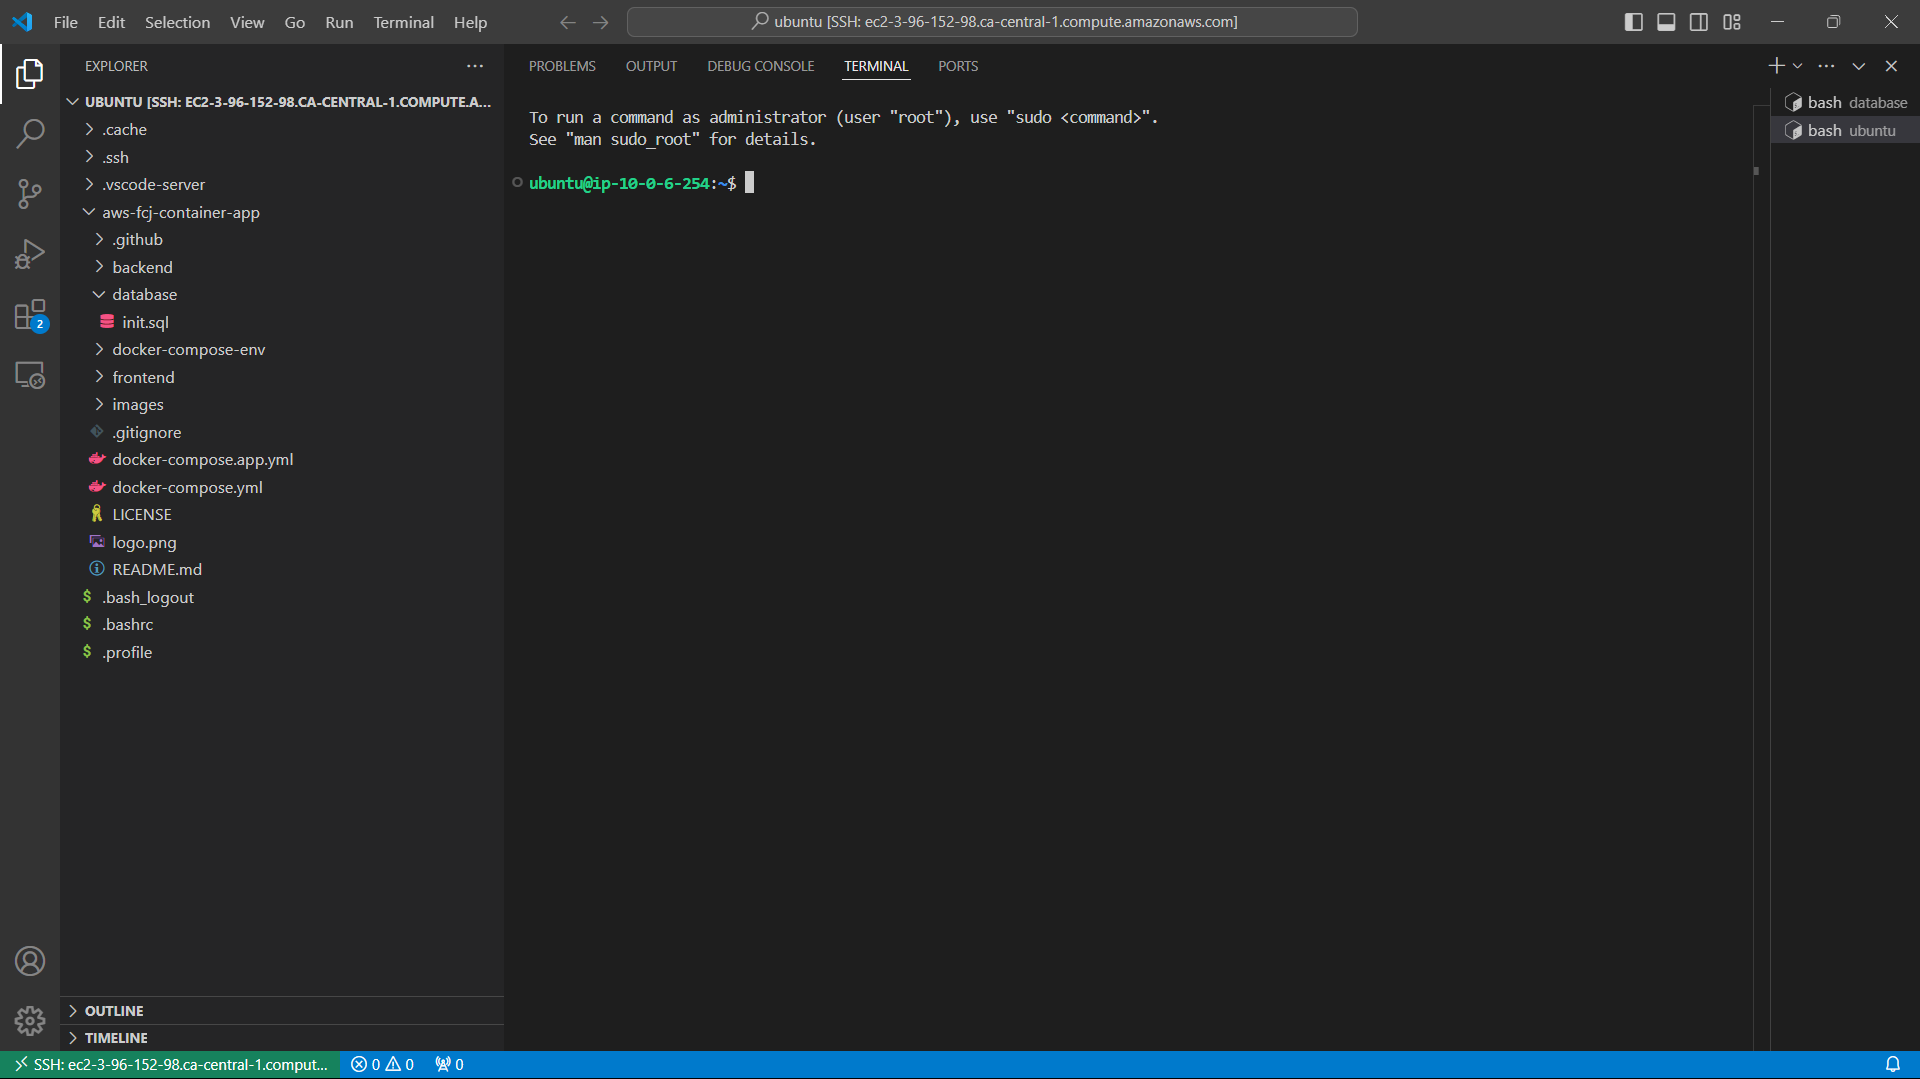 File Edit Selection View Go Run Terminal Help
ubuntu [SSH: ec2-3-96-152-98.ca-central-1.compute.amazonaws.com]
EXPLORER
UBUNTU [SSH: EC2-3-96-152-98.CA-CENTRAL-1.COMPUTE.A...
.cache
.ssh
.vscode-server
aws-fcj-container-app
.github
backend
database
init.sql
docker-compose-env
frontend
images
.gitignore
docker-compose.app.yml
docker-compose.yml
LICENSE
logo.png
README.md
$ .bash_logout
$ .bashrc
$ .profile
2
OUTLINE
TIMELINE
PROBLEMS OUTPUT DEBUG CONSOLE TERMINAL PORTS
To run a command as administrator (user "root"), use "sudo <command>".
See "man sudo_root" for details.
ubuntu@ip-10-0-6-254:~$
bash database
bash ubuntu
SSH: ec2-3-96-152-98.ca-central-1.comput... 0 0 0